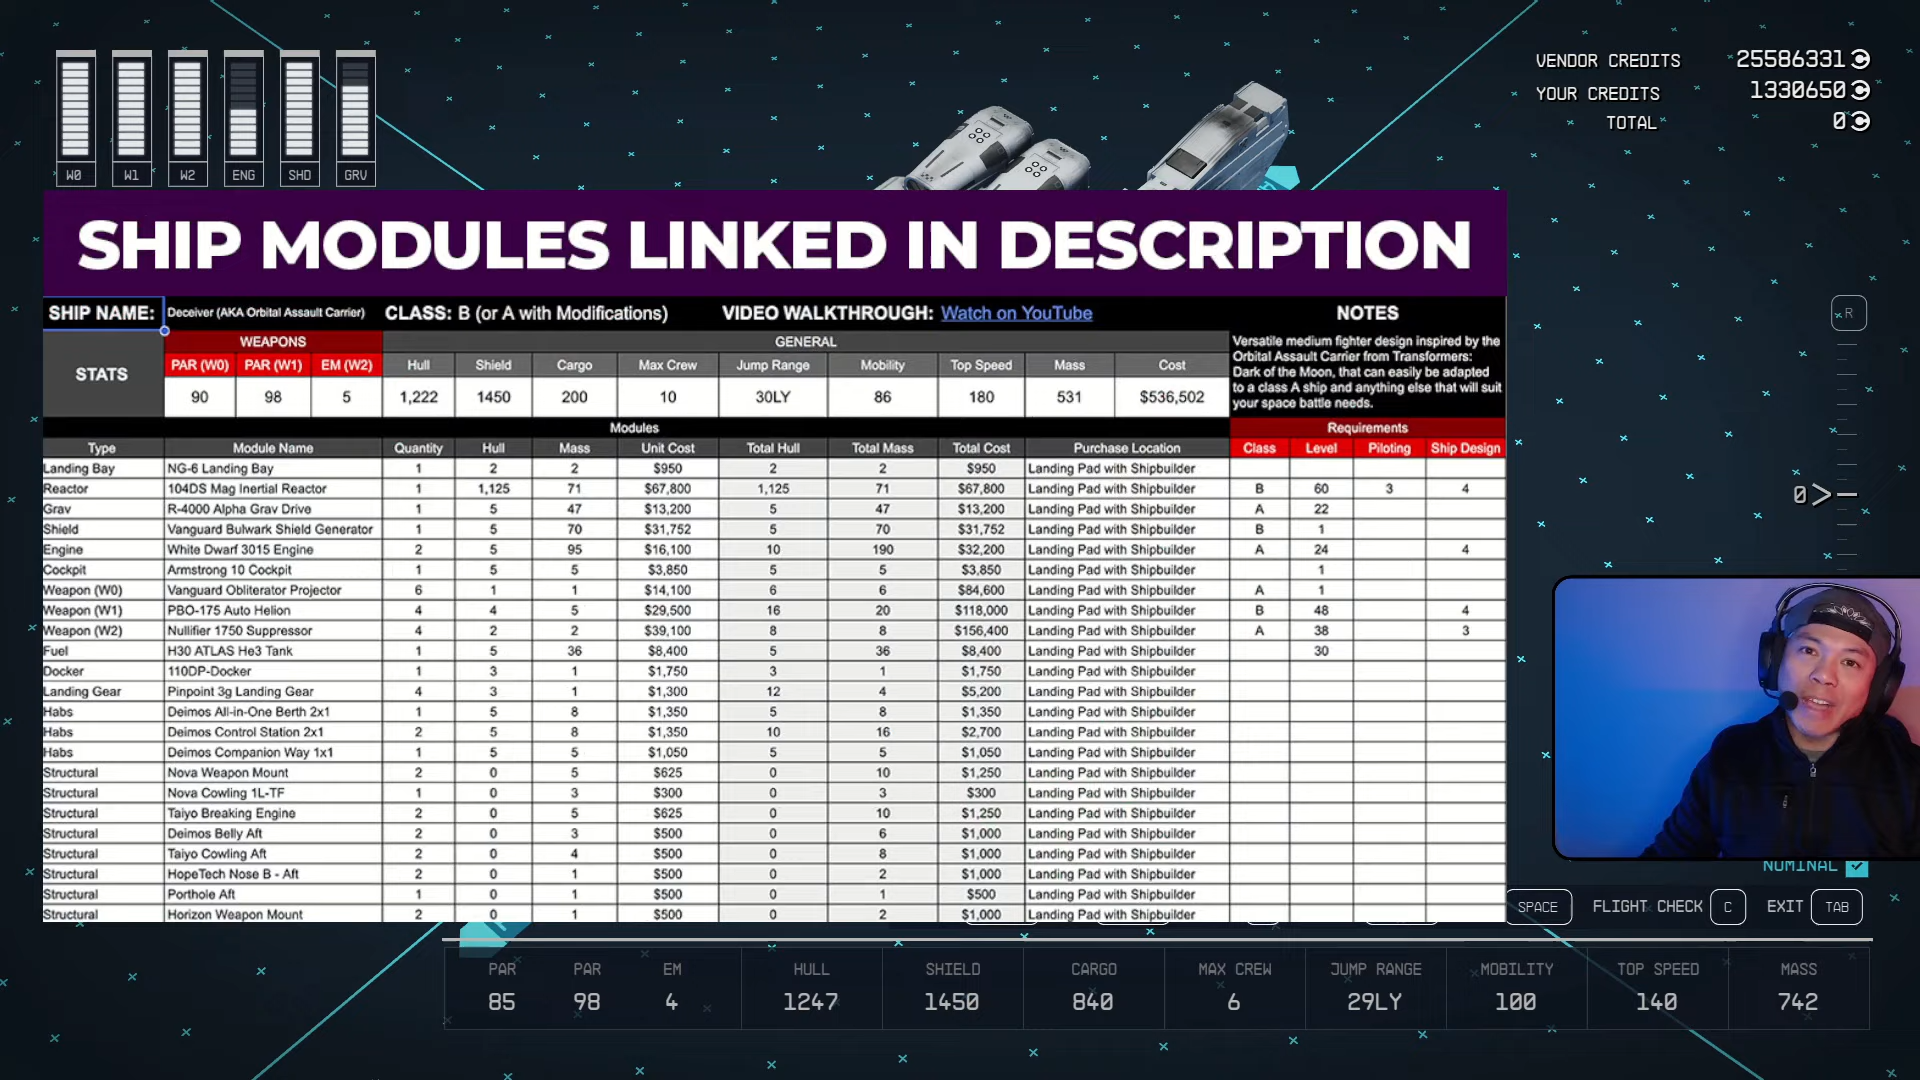 W0 W1 W2 ENG SHD GRV
VENDOR CREDITS 25586331
YOUR CREDITS 1330650
TOTAL 0
SHIP MODULES LINKED IN DESCRIPTION
SHIP NAME: Deceiver (AKA Orbital Assault Carrier) CLASS: B (or A with Modifications) VIDEO WALKTHROUGH: Watch on YouTube NOTES
STATS WEAPONS GENERAL
PAR (W0) PAR (W1) EM (W2) Hull Shield Cargo Max Crew Jump Range Mobility Top Speed Mass Cost
90 98 5 1,222 1450 200 10 30LY 86 180 531 $536,502
Versatile medium fighter design inspired by the
Orbital Assault Carrier from Transformers:
Dark of the Moon, that can easily be adapted
to a class A ship and anything else that will suit
your space battle needs.
Modules Requirements
Type Module Name Quantity Hull Mass Unit Cost Total Hull Total Mass Total Cost Purchase Location Class Level Piloting Ship Design
Landing Bay NG-6 Landing Bay 1 2 2 $950 2 2 $950 Landing Pad with Shipbuilder
Reactor 104DS Mag Inertial Reactor 1 1,125 71 $67,800 1,125 71 $67,800 Landing Pad with Shipbuilder B 60 3 4
Grav R-4000 Alpha Grav Drive 1 5 47 $13,200 5 47 $13,200 Landing Pad with Shipbuilder A 22
Shield Vanguard Bulwark Shield Generator 1 5 70 $31,752 5 70 $31,752 Landing Pad with Shipbuilder B 1
Engine White Dwarf 3015 Engine 2 5 95 $16,100 10 190 $32,200 Landing Pad with Shipbuilder A 24 4
Cockpit Armstrong 10 Cockpit 1 5 5 $3,850 5 5 $3,850 Landing Pad with Shipbuilder 1
Weapon (W0) Vanguard Obliterator Projector 6 1 1 $14,100 6 6 $84,600 Landing Pad with Shipbuilder A 1
Weapon (W1) PBO-175 Auto Helion 4 4 5 $29,500 16 20 $118,000 Landing Pad with Shipbuilder B 48 4
Weapon (W2) Nullifier 1750 Suppressor 4 2 2 $39,100 8 8 $156,400 Landing Pad with Shipbuilder A 38 3
Fuel H30 ATLAS He3 Tank 1 5 36 $8,400 5 36 $8,400 Landing Pad with Shipbuilder 30
Docker 110DP-Docker 1 3 1 $1,750 3 1 $1,750 Landing Pad with Shipbuilder
Landing Gear Pinpoint 3g Landing Gear 4 3 1 $1,300 12 4 $5,200 Landing Pad with Shipbuilder
Habs Deimos All-in-One Berth 2x1 1 5 8 $1,350 5 8 $1,350 Landing Pad with Shipbuilder
Habs Deimos Control Station 2x1 2 5 8 $1,350 10 16 $2,700 Landing Pad with Shipbuilder
Habs Deimos Companion Way 1x1 1 5 5 $1,050 5 5 $1,050 Landing Pad with Shipbuilder
Structural Nova Weapon Mount 2 0 5 $625 0 10 $1,250 Landing Pad with Shipbuilder
Structural Nova Cowling 1L-TF 1 0 3 $300 0 3 $300 Landing Pad with Shipbuilder
Structural Taiyo Breaking Engine 2 0 5 $625 0 10 $1,250 Landing Pad with Shipbuilder
Structural Deimos Belly Aft 2 0 3 $500 0 6 $1,000 Landing Pad with Shipbuilder
Structural Taiyo Cowling Aft 2 0 4 $500 0 8 $1,000 Landing Pad with Shipbuilder
Structural HopeTech Nose B - Aft 2 0 1 $500 0 2 $1,000 Landing Pad with Shipbuilder
Structural Porthole Aft 1 0 1 $500 0 1 $500 Landing Pad with Shipbuilder
Structural Horizon Weapon Mount 2 0 1 $500 0 2 $1,000 Landing Pad with Shipbuilder
R
0
NOMINAL
SPACE FLIGHT CHECK C EXIT TAB
PAR PAR EM HULL SHIELD CARGO MAX CREW JUMP RANGE MOBILITY TOP SPEED MASS
85 98 4 1247 1450 840 6 29LY 100 140 742